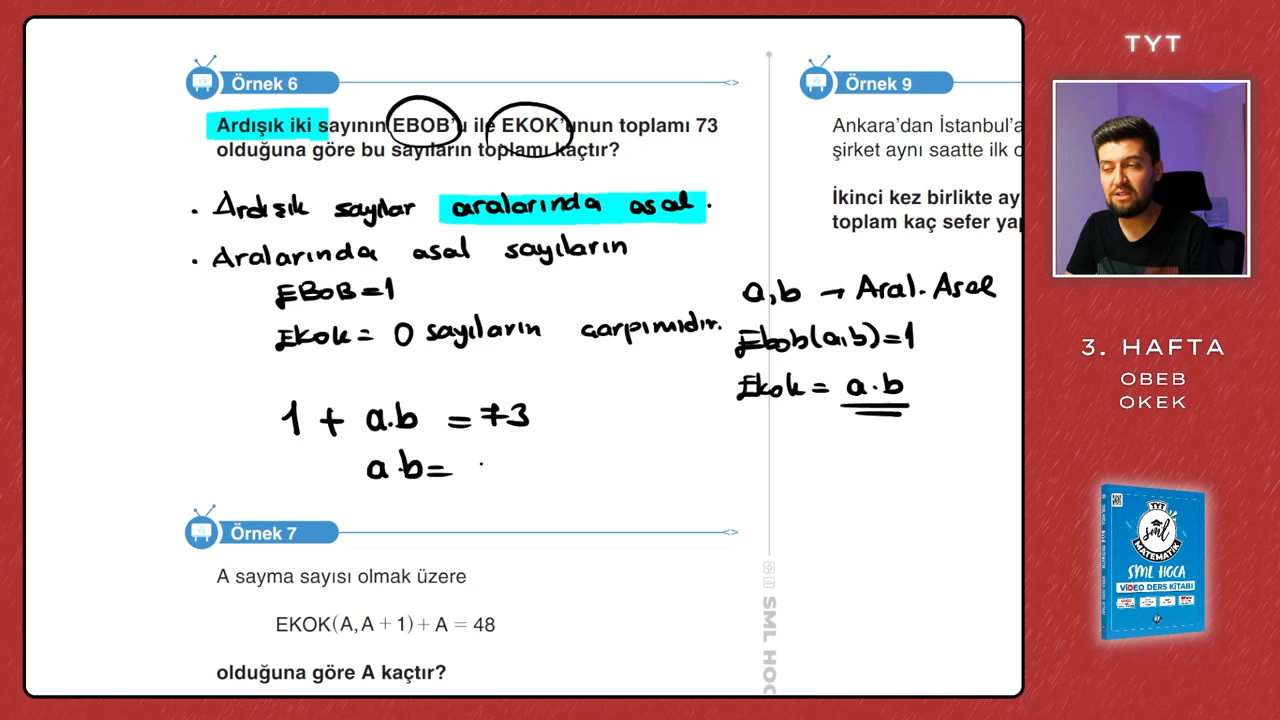 Örnek 6
Ardışık iki sayının EBOB'u ile EKOK'unun toplamı 73
olduğuna göre bu sayıların toplamı kaçtır?
. Ardışık sayılar aralarında asal.
. Aralarında asal sayıların
EBOB=1
Ekok = O sayıların çarpımıdır.
1 + a.b = 73
a.b=
a,b → Aral. Asal
Ebob(a,b)=1
Ekok = a.b
Örnek 7
A sayma sayısı olmak üzere
EKOK(A, A + 1) + A = 48
olduğuna göre A kaçtır?
Örnek 9
Ankara'dan İstanbul'a
şirket aynı saatte ilk
İkinci kez birlikte ay
toplam kaç sefer yap
SML HOC
TYT
3. HAFTA
OBEB
OKEK
TYT
sml
MATEMATİK
SML HOCA
VİDEO DERS KİTABI